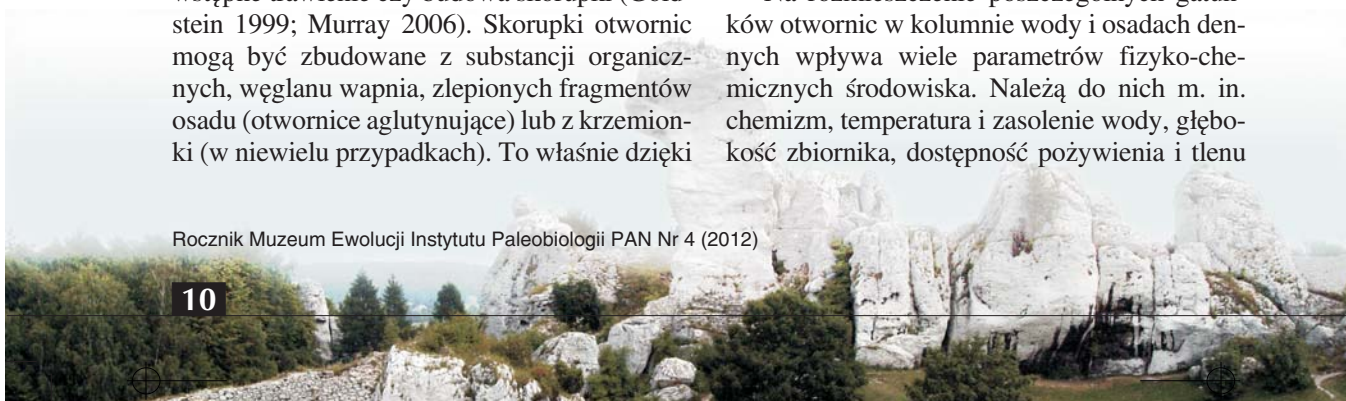 stein 1999; Murray 2006). Skorupki otwornic
mogą być zbudowane z substancji organicz-
nych, węglanu wapnia, zlepionych fragmentów
osadu (otwornice aglutynujące) lub z krzemion-
ki (w niewielu przypadkach). To właśnie dzięki
ków otwornic w kolumnie wody i osadach den-
nych wpływa wiele parametrów fizyko-che-
micznych środowiska. Należą do nich m. in.
chemizm, temperatura i zasolenie wody, głębo-
kość zbiornika, dostępność pożywienia i tlenu
Rocznik Muzeum Ewolucji Instytutu Paleobiologii PAN Nr 4 (2012)
10